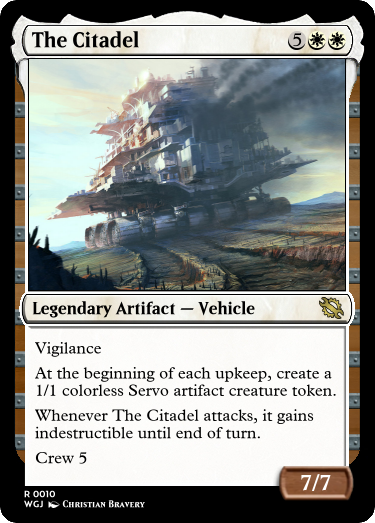 The Citadel 5
Legendary Artifact — Vehicle
Vigilance
At the beginning of each upkeep, create a
1/1 colorless Servo artifact creature token.
Whenever The Citadel attacks, it gains
indestructible until end of turn.
Crew 5
7/7
R 0010
WGJ Christian Bravery